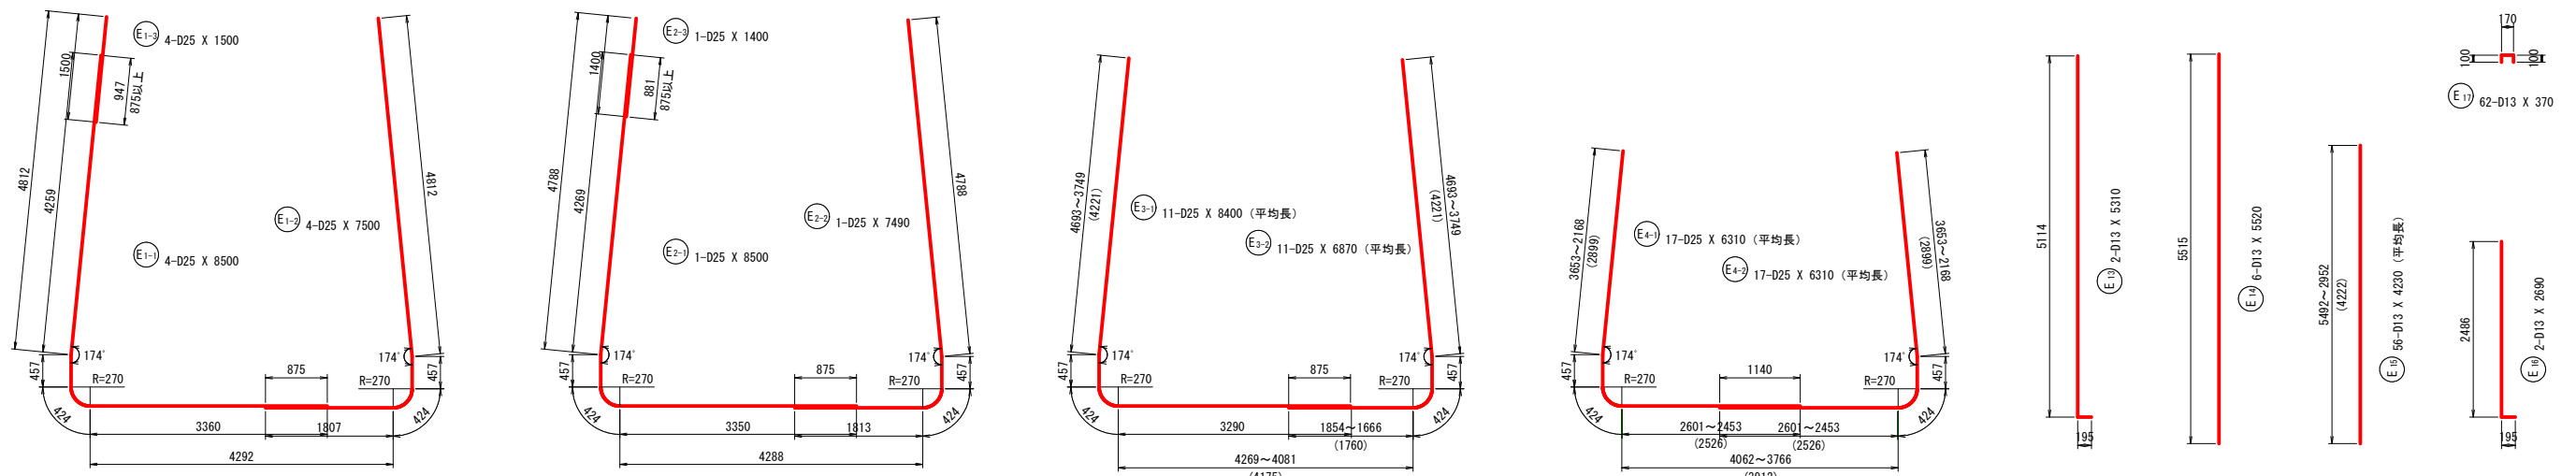 E1-3 4-D25 X 1500
1500
947
875以上
4812
4259
4812
E1-2 4-D25 X 7500
E1-1 4-D25 X 8500
174°
174°
457
457
R=270
875
R=270
424
424
3360
1807
4292
E2-3 1-D25 X 1400
1400
881
875以上
4788
4269
4788
E2-2 1-D25 X 7490
E2-1 1-D25 X 8500
174°
174°
457
457
R=270
875
R=270
424
424
3350
1813
4288
4693~3749
(4221)
4693~3749
(4221)
E3-1 11-D25 X 8400 (平均長)
E3-2 11-D25 X 6870 (平均長)
174°
174°
457
457
R=270
875
R=270
424
424
3290
1854~1666
(1760)
4269~4081
(4175)
3653~2168
(2899)
3653~2168
(2899)
E4-1 17-D25 X 6310 (平均長)
E4-2 17-D25 X 6310 (平均長)
174°
174°
457
457
R=270
1140
R=270
424
424
2601~2453
(2526)
2601~2453
(2526)
4062~3766
5114
E13 2-D13 X 5310
195
5515
E14 6-D13 X 5520
5492~2952
(4222)
E15 56-D13 X 4230 (平均長)
170
100
100
E17 62-D13 X 370
2486
E16 2-D13 X 2690
195